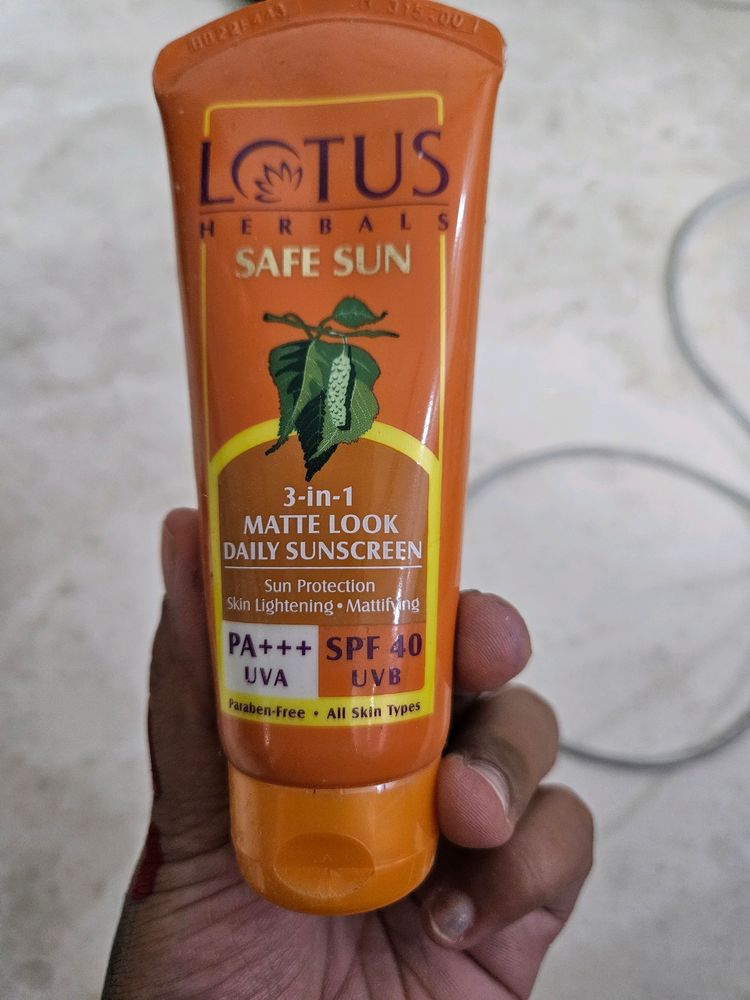 LOTUS
HERBALS
SAFE SUN
3-in-1
MATTE LOOK
DAILY SUNSCREEN
Sun Protection
Skin Lightening • Mattifying
PA+++ SPF 40
UVA UVB
Paraben-Free • All Skin Types